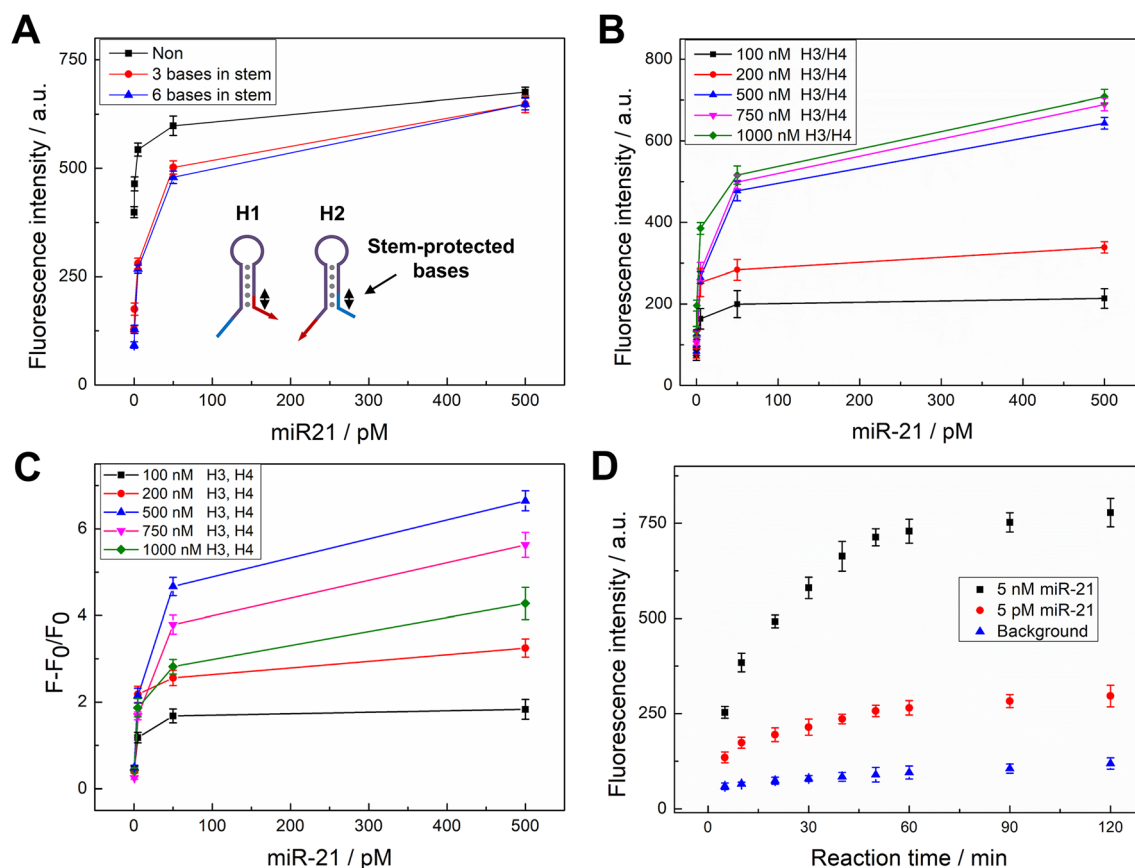 A
Fluorescence intensity / a.u.
750
500
250
0
Non
3 bases in stem
6 bases in stem
H1 H2
Stem-protected
bases
0 100 200 300 400 500
miR21 / pM
B
Fluorescence intensity / a.u.
800
600
400
200
0
100 nM H3/H4
200 nM H3/H4
500 nM H3/H4
750 nM H3/H4
1000 nM H3/H4
0 100 200 300 400 500
miR-21 / pM
C
F-F0/F0
6
4
2
0
100 nM H3, H4
200 nM H3, H4
500 nM H3, H4
750 nM H3, H4
1000 nM H3, H4
0 100 200 300 400 500
miR-21 / pM
D
Fluorescence intensity / a.u.
750
500
250
0
5 nM miR-21
5 pM miR-21
Background
0 30 60 90 120
Reaction time / min